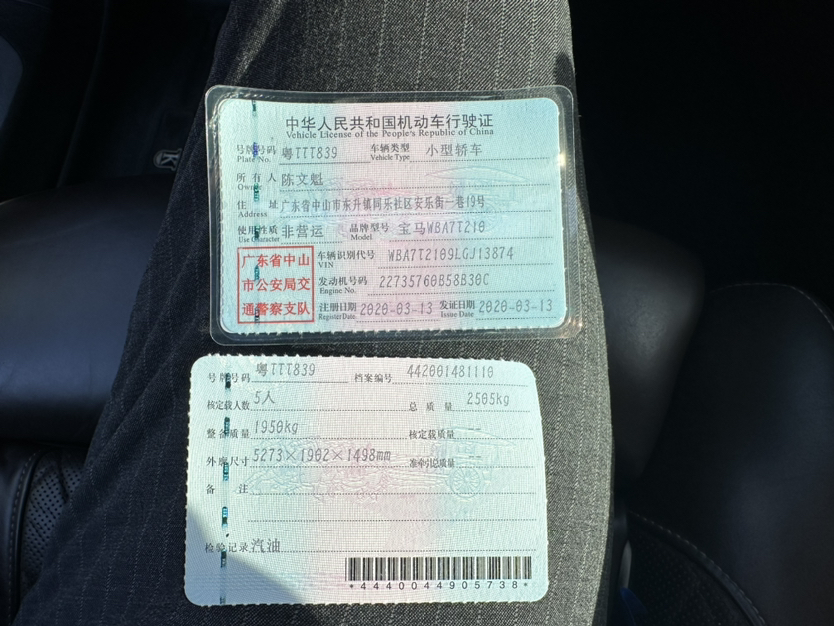 中华人民共和国机动车行驶证
Vehicle License of the People's Republic of China
号牌号码 粤TTT839 车辆类型 小型轿车
Plate No. Vehicle Type
所有人 陈文魁
Owner
住 址 广东省中山市东升镇同乐社区安乐街一巷19号
Address
使用性质 非营运 品牌型号 宝马WBA7T210
Use Character Model
广东省中山
市公安局交
通警察支队
车辆识别代号 WBA7T2109LGJ13874
VIN
发动机号码 22735760B58B30C
Engine No.
注册日期 2020-03-13 发证日期 2020-03-13
Register Date Issue Date
号牌号码 粤TTT839 档案编号 442001481110
核定载人数 5人 总质量 2505kg
整备质量 1950kg 核定载质量 --
外廓尺寸 5273×1902×1498mm 准牵引总质量 --
备 注
检验记录 汽油
*4440044905738*